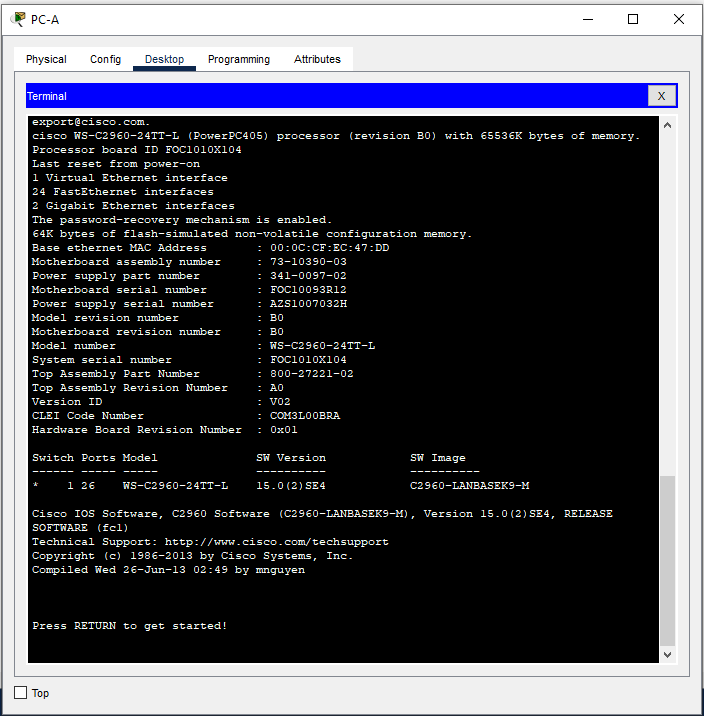 PC-A
Physical Config Desktop Programming Attributes
Terminal X
export@cisco.com.
cisco WS-C2960-24TT-L (PowerPC405) processor (revision B0) with 65536K bytes of memory.
Processor board ID FOC1010X104
Last reset from power-on
1 Virtual Ethernet interface
24 FastEthernet interfaces
2 Gigabit Ethernet interfaces
The password-recovery mechanism is enabled.
64K bytes of flash-simulated non-volatile configuration memory.
Base ethernet MAC Address       : 00:0C:CF:EC:47:DD
Motherboard assembly number     : 73-10390-03
Power supply part number        : 341-0097-02
Motherboard serial number       : FOC10093R12
Power supply serial number      : AZS1007032H
Model revision number           : B0
Motherboard revision number     : B0
Model number                    : WS-C2960-24TT-L
System serial number            : FOC1010X104
Top Assembly Part Number        : 800-27221-02
Top Assembly Revision Number    : A0
Version ID                      : V02
CLEI Code Number                : COM3L00BRA
Hardware Board Revision Number  : 0x01
Switch Ports Model              SW Version            SW Image
------ ----- -----              ----------            ----------
*    1 26    WS-C2960-24TT-L    15.0(2)SE4            C2960-LANBASEK9-M
Cisco IOS Software, C2960 Software (C2960-LANBASEK9-M), Version 15.0(2)SE4, RELEASE
SOFTWARE (fc1)
Technical Support: http://www.cisco.com/techsupport
Copyright (c) 1986-2013 by Cisco Systems, Inc.
Compiled Wed 26-Jun-13 02:49 by mnguyen
Press RETURN to get started!
Top